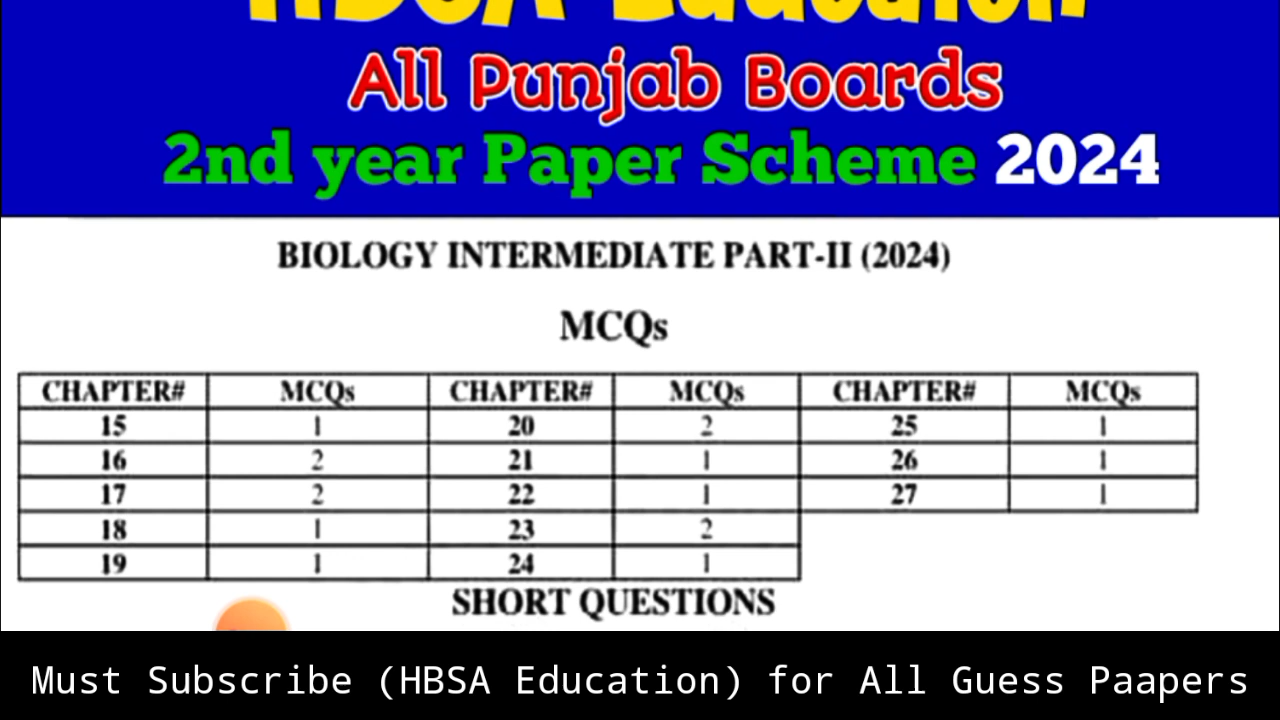 HBSA Education
All Punjab Boards
2nd year Paper Scheme 2024
BIOLOGY INTERMEDIATE PART-II (2024)
MCQs
CHAPTER# MCQs CHAPTER# MCQs CHAPTER# MCQs
15 1 20 2 25 1
16 2 21 1 26 1
17 2 22 1 27 1
18 1 23 2
19 1 24 1
SHORT QUESTIONS
Must Subscribe (HBSA Education) for All Guess Paapers